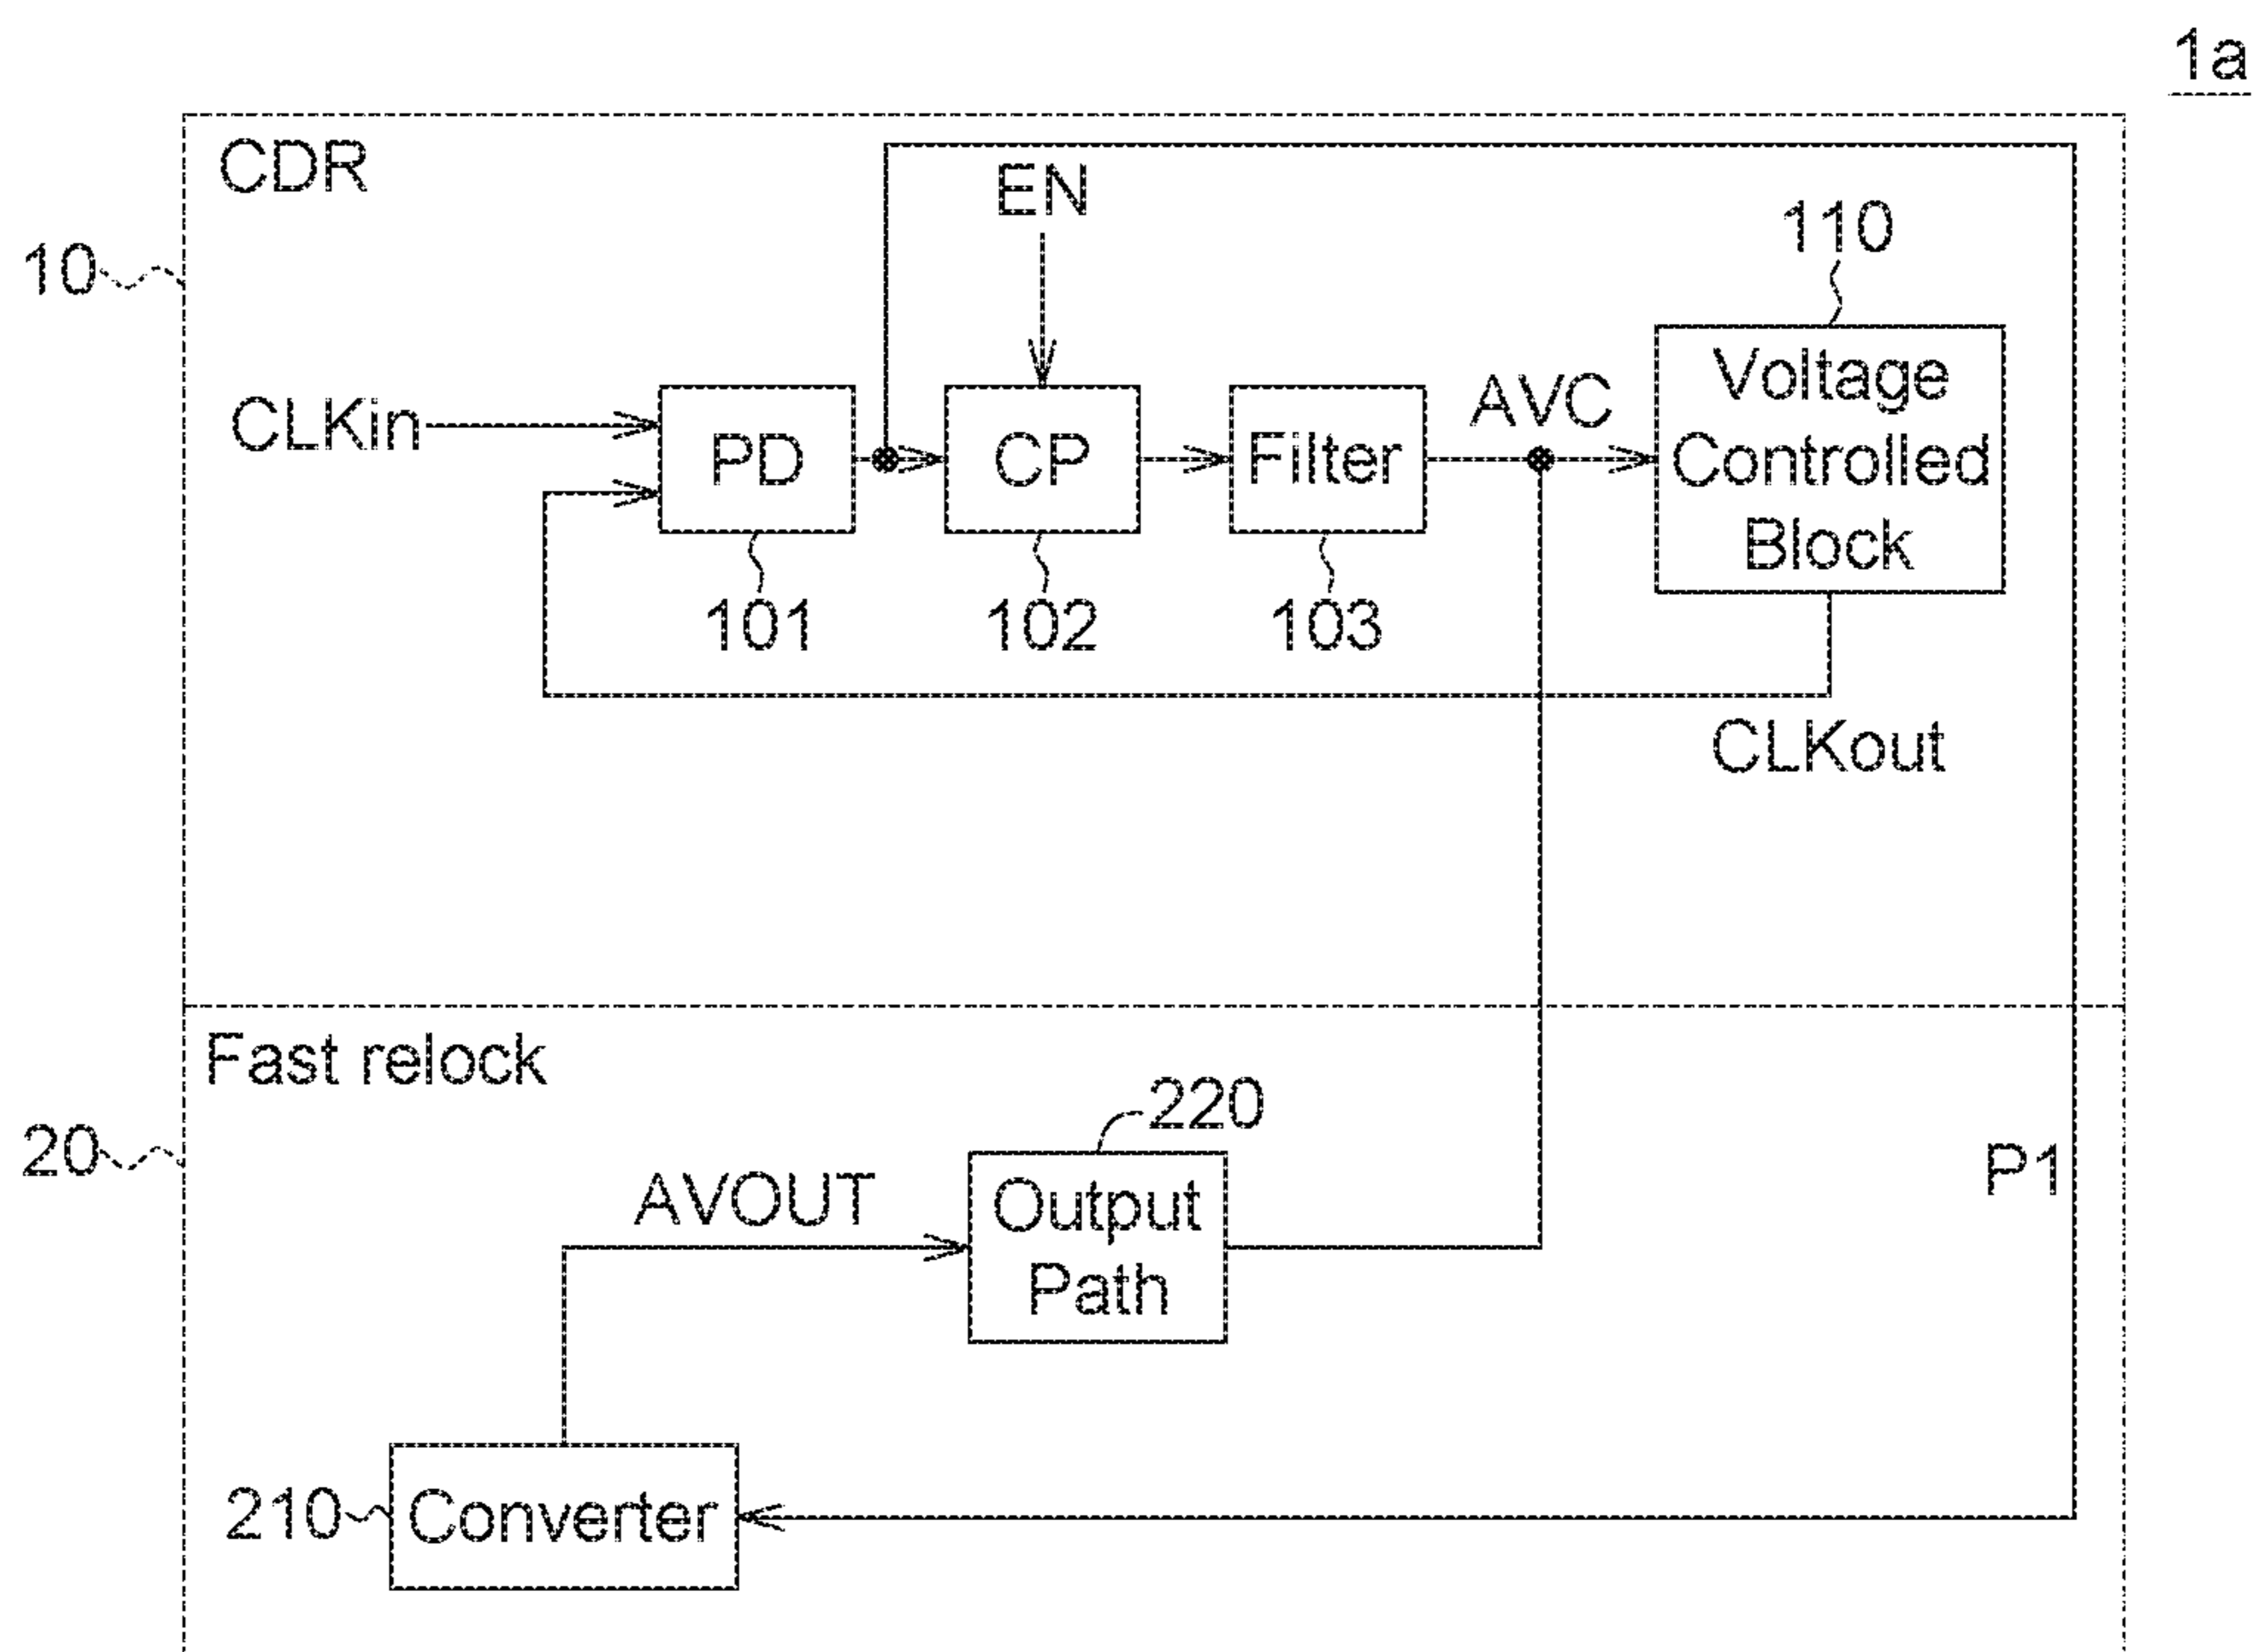 1a
CDR
EN
110
10
CLKin
PD
CP
Filter
AVC
Voltage
Controlled
Block
101
102
103
CLKout
Fast relock
220
20
AVOUT
Output
Path
P1
210
Converter